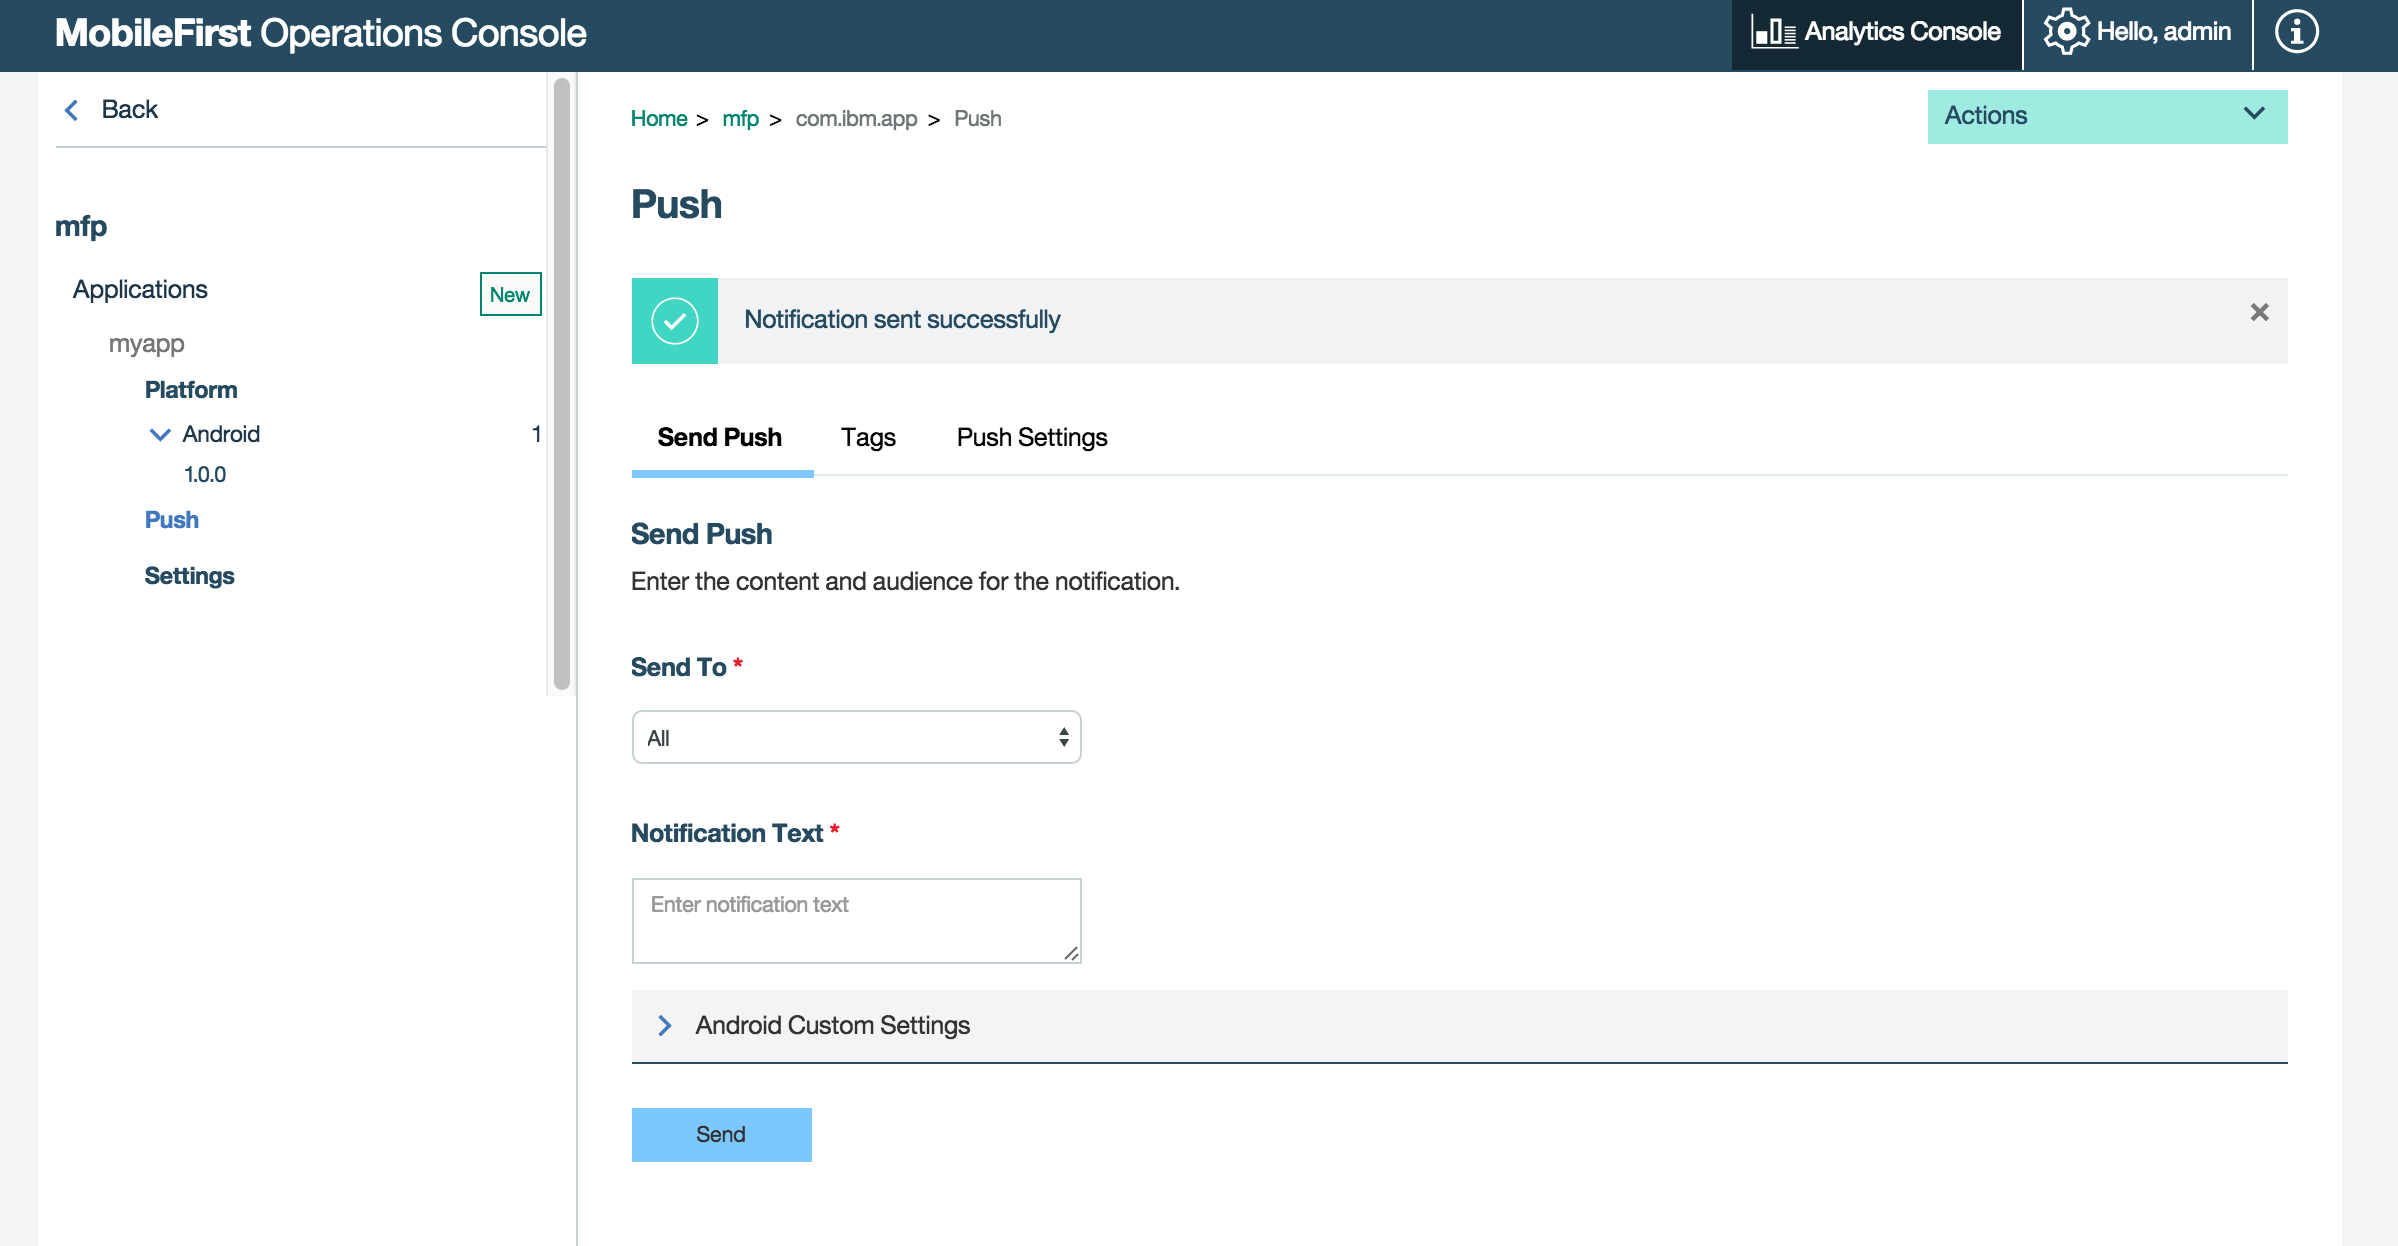 MobileFirst Operations Console
Analytics Console
Hello, admin
Back
mfp
Applications
New
myapp
Platform
Android 1
1.0.0
Push
Settings
Home > mfp > com.ibm.app > Push
Actions
Push
Notification sent successfully
Send Push
Tags
Push Settings
Send Push
Enter the content and audience for the notification.
Send To *
All
Notification Text *
Enter notification text
Android Custom Settings
Send